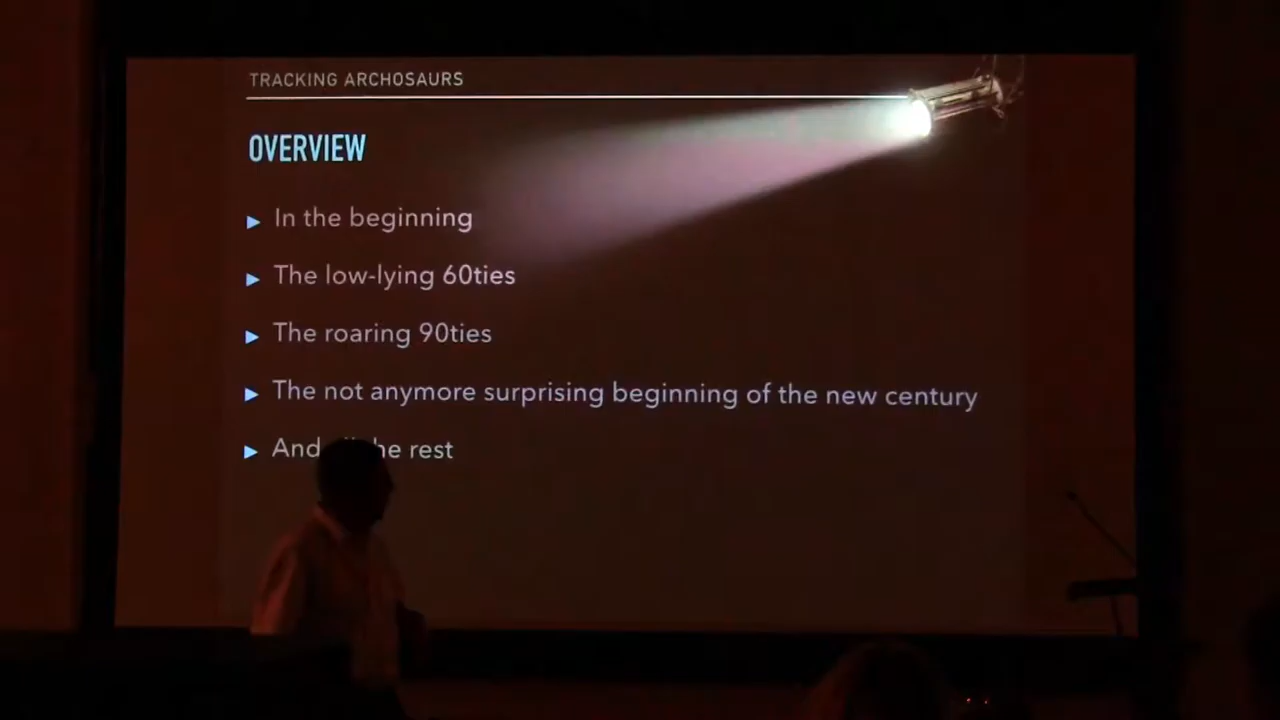 TRACKING ARCHOSAURS
OVERVIEW
In the beginning
The low-lying 60ties
The roaring 90ties
The not anymore surprising beginning of the new century
And he rest